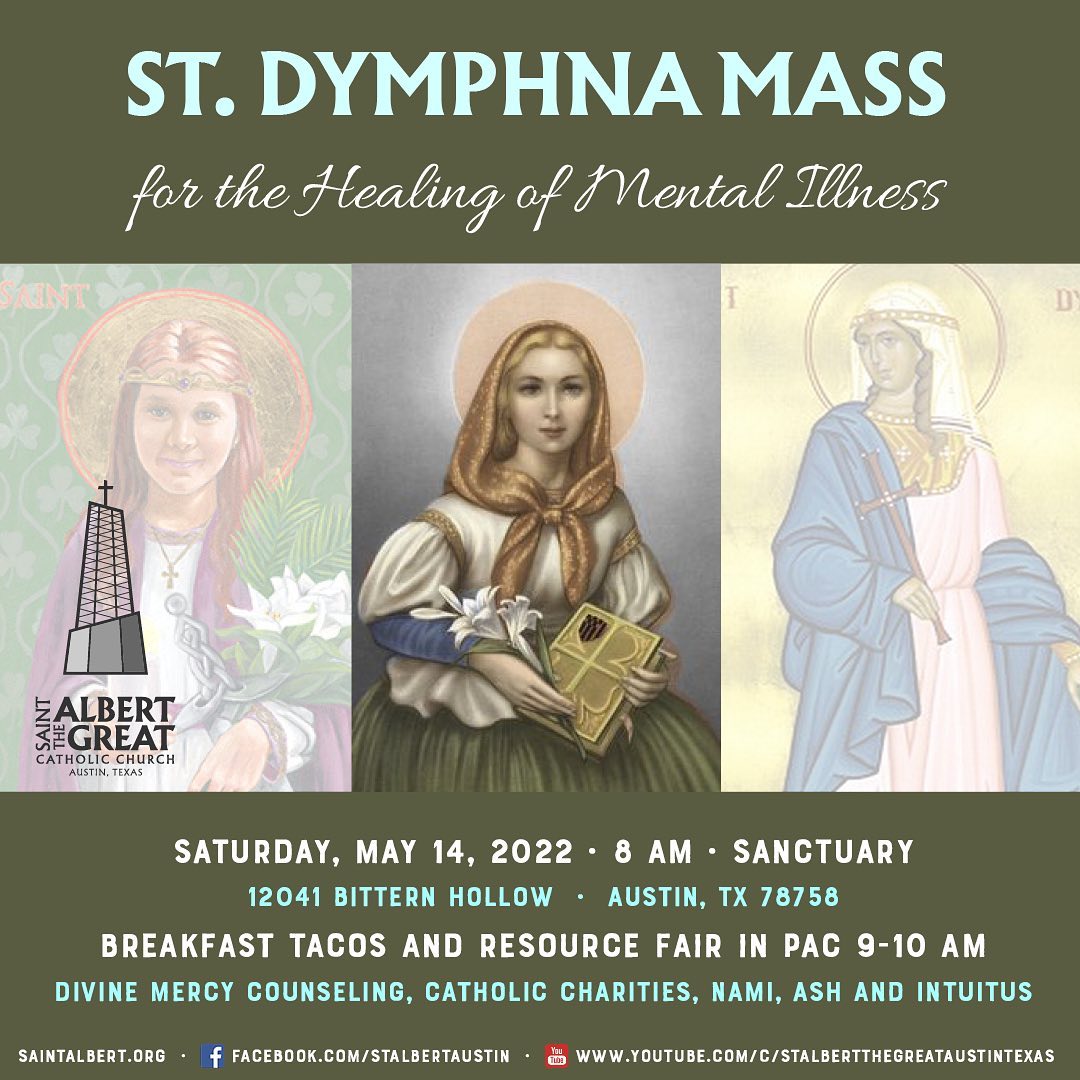 ST. DYMPHNA MASS
for the Healing of Mental Illness
SAINT
DY
SAINT ALBERT
THE GREAT
CATHOLIC CHURCH
AUSTIN, TEXAS
SATURDAY, MAY 14, 2022 · 8 AM · SANCTUARY
12041 BITTERN HOLLOW · AUSTIN, TX 78758
BREAKFAST TACOS AND RESOURCE FAIR IN PAC 9-10 AM
DIVINE MERCY COUNSELING, CATHOLIC CHARITIES, NAMI, ASH AND INTUITUS
SAINTALBERT.ORG · f FACEBOOK.COM/STALBERTAUSTIN · You Tube WWW.YOUTUBE.COM/C/STALBERTTHEGREATAUSTINTEXAS